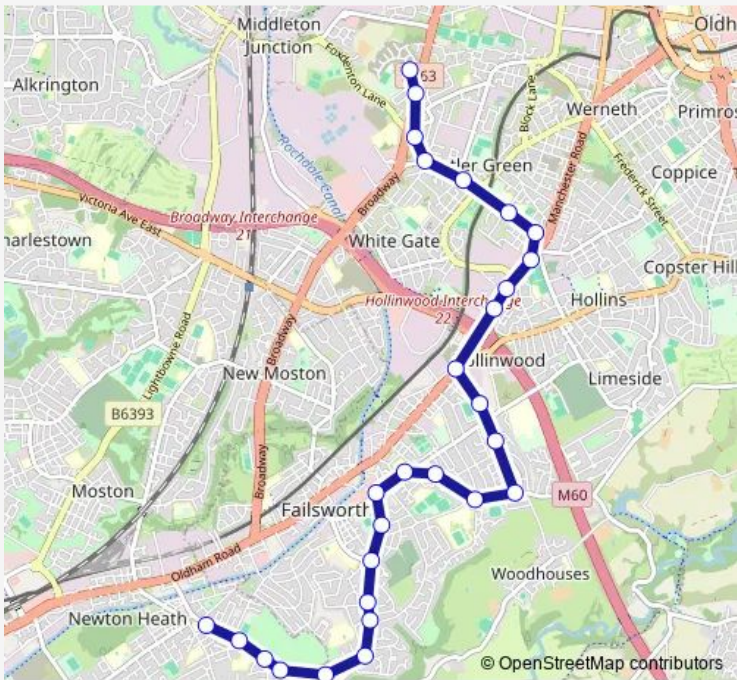 Middleton
Junction
Oldh
Alkrington
Foxdenton Lane
63
Block Lane
Werneth
Primros
Rochdale Canal
tler Green
Manchester Road
Frederick Street
Coppice
Victoria Ave East
Broadway
Broadway Interchange
21
harlestown
White Gate
Copster Hill
Hollinwood Interchange
22
Hollins
Lightbowne Road
Broadway
ollinwood
New Moston
Limeside
B6393
Broadway
Moston
Failsworth
M60
Oldham Road
Woodhouses
Newton Heath
© OpenStreetMap contributors